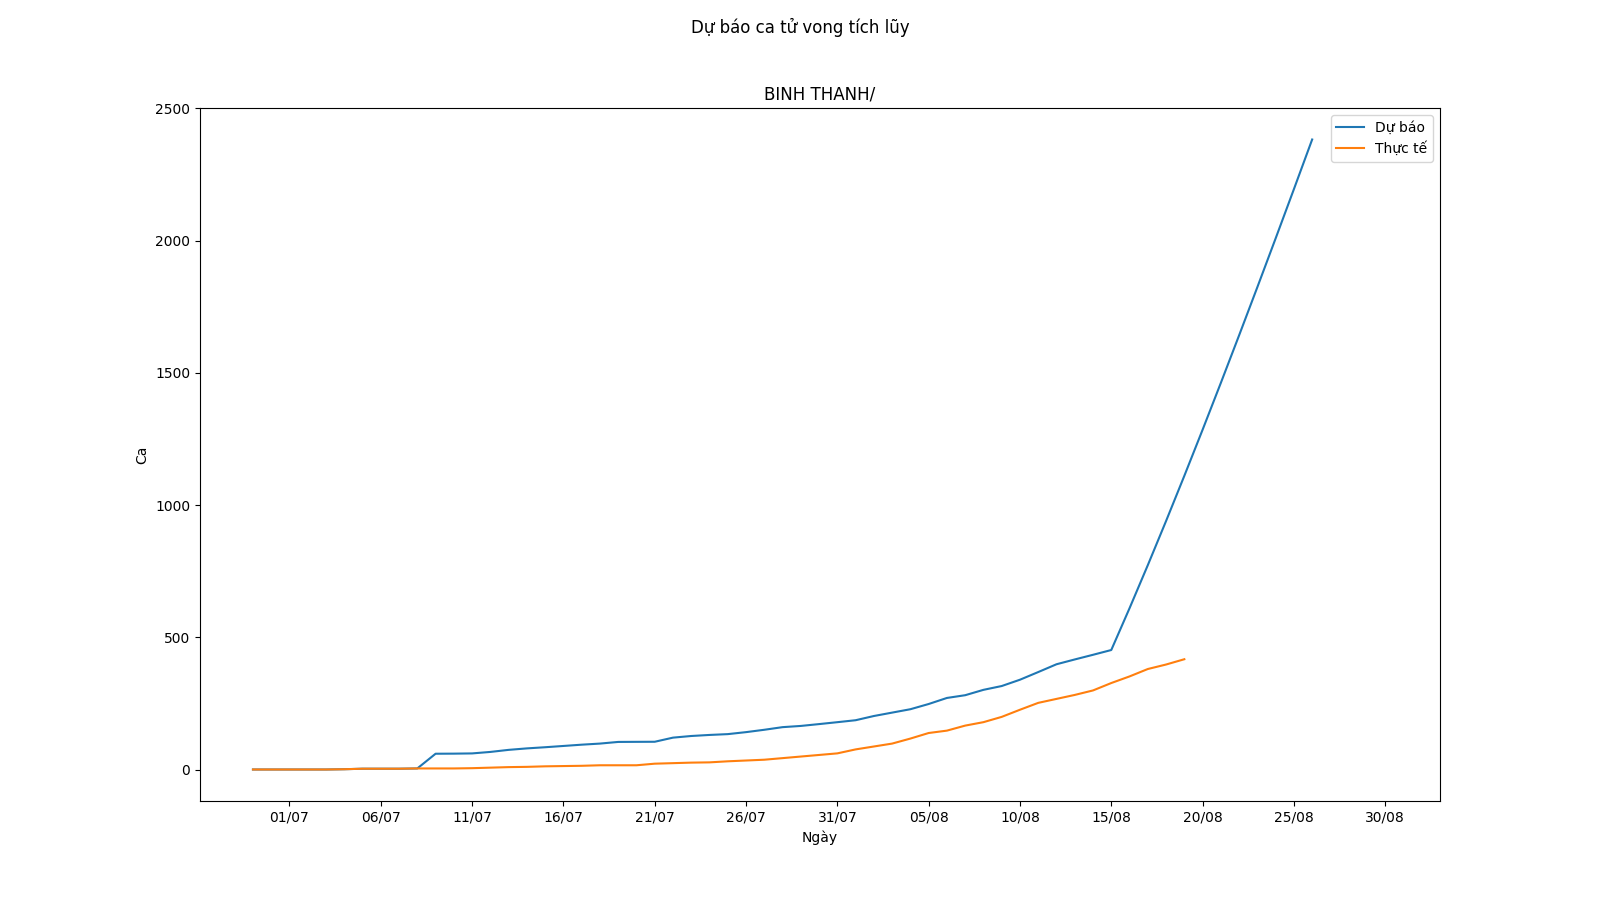 Dự báo ca tử vong tích lũy
BINH THANH/
2500
2000
1500
1000
500
0
Ca
Dự báo
Thực tế
01/07 06/07 11/07 16/07 21/07 26/07 31/07 05/08 10/08 15/08 20/08 25/08 30/08
Ngày